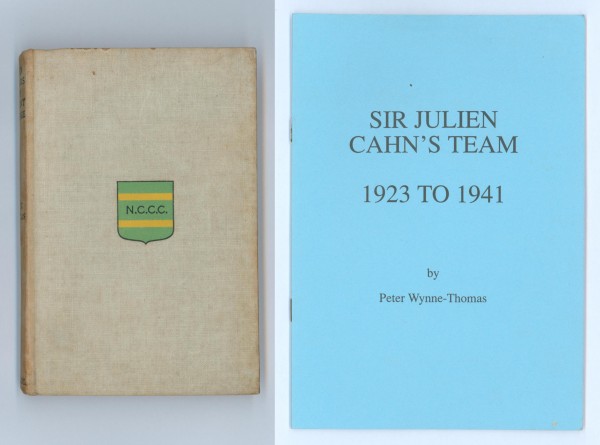 N.C.C.C.
SIR JULIEN
CAHN'S TEAM
1923 TO 1941
by
Peter Wynne-Thomas